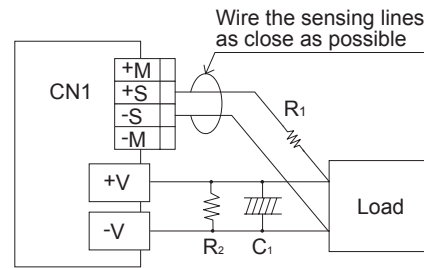 Wire the sensing lines
as close as possible
CN1
+M
+S
-S
-M
R1
+V
-V
R2
C1
Load